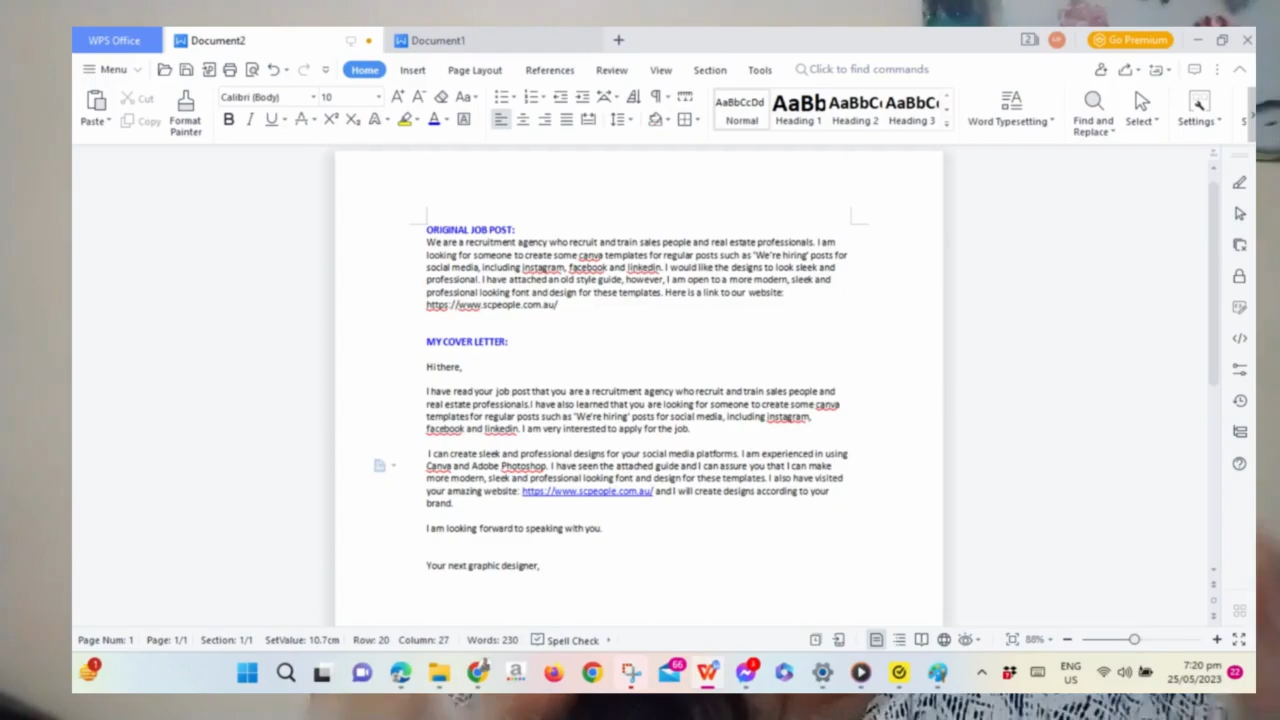 WPS Office
Document2
Document1
2
Go Premium
Menu
Home
Insert
Page Layout
References
Review
View
Section
Tools
Click to find commands
Paste
Cut
Copy
Format Painter
Calibri (Body)
10
AaBbCcDd
Normal
AaBb
Heading 1
AaBbC
Heading 2
AaBbC
Heading 3
Word Typesetting
Find and Replace
Select
Settings
S
ORIGINAL JOB POST:
We are a recruitment agency who recruit and train sales people and real estate professionals. I am
looking for someone to create some canva templates for regular posts such as 'We're hiring' posts for
social media, including instagram, facebook and linkedin. I would like the designs to look sleek and
professional. I have attached an old style guide, however, I am open to a more modern, sleek and
professional looking font and design for these templates. Here is a link to our website:
https://www.scpeople.com.au/
MY COVER LETTER:
Hi there,
I have read your job post that you are a recruitment agency who recruit and train sales people and
real estate professionals.I have also learned that you are looking for someone to create some canva
templates for regular posts such as 'We're hiring' posts for social media, including instagram,
facebook and linkedin. I am very interested to apply for the job.
I can create sleek and professional designs for your social media platforms. I am experienced in using
Canva and Adobe Photoshop. I have seen the attached guide and I can assure you that I can make
more modern, sleek and professional looking font and design for these templates. I also have visited
your amazing website: https://www.scpeople.com.au/ and I will create designs according to your
brand.
I am looking forward to speaking with you.
Your next graphic designer,
Page Num: 1
Page: 1/1
Section: 1/1
SetValue: 10.7cm
Row: 20
Column: 27
Words: 230
Spell Check
88%
1
66
3
ENG
US
7:20 pm
25/05/2023
22